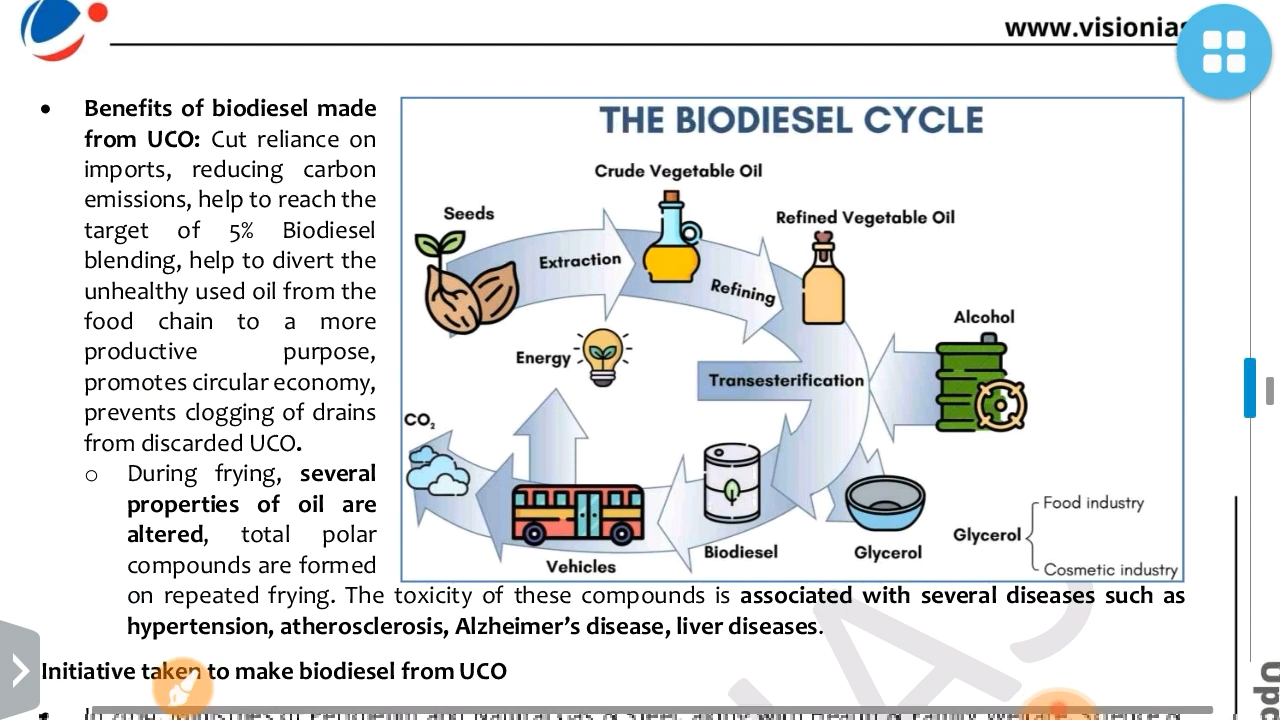 www.visionias
• Benefits of biodiesel made
from UCO: Cut reliance on
imports, reducing carbon
emissions, help to reach the
target of 5% Biodiesel
blending, help to divert the
unhealthy used oil from the
food chain to a more
productive purpose,
promotes circular economy,
prevents clogging of drains
from discarded UCO.
o During frying, several
properties of oil are
altered, total polar
compounds are formed
on repeated frying. The toxicity of these compounds is associated with several diseases such as
hypertension, atherosclerosis, Alzheimer's disease, liver diseases.
THE BIODIESEL CYCLE
Crude Vegetable Oil
Seeds
Refined Vegetable Oil
Extraction
Refining
Alcohol
Energy
Transesterification
CO₂
Food industry
Glycerol
Cosmetic industry
Biodiesel
Glycerol
Vehicles
Initiative taken to make biodiesel from UCO